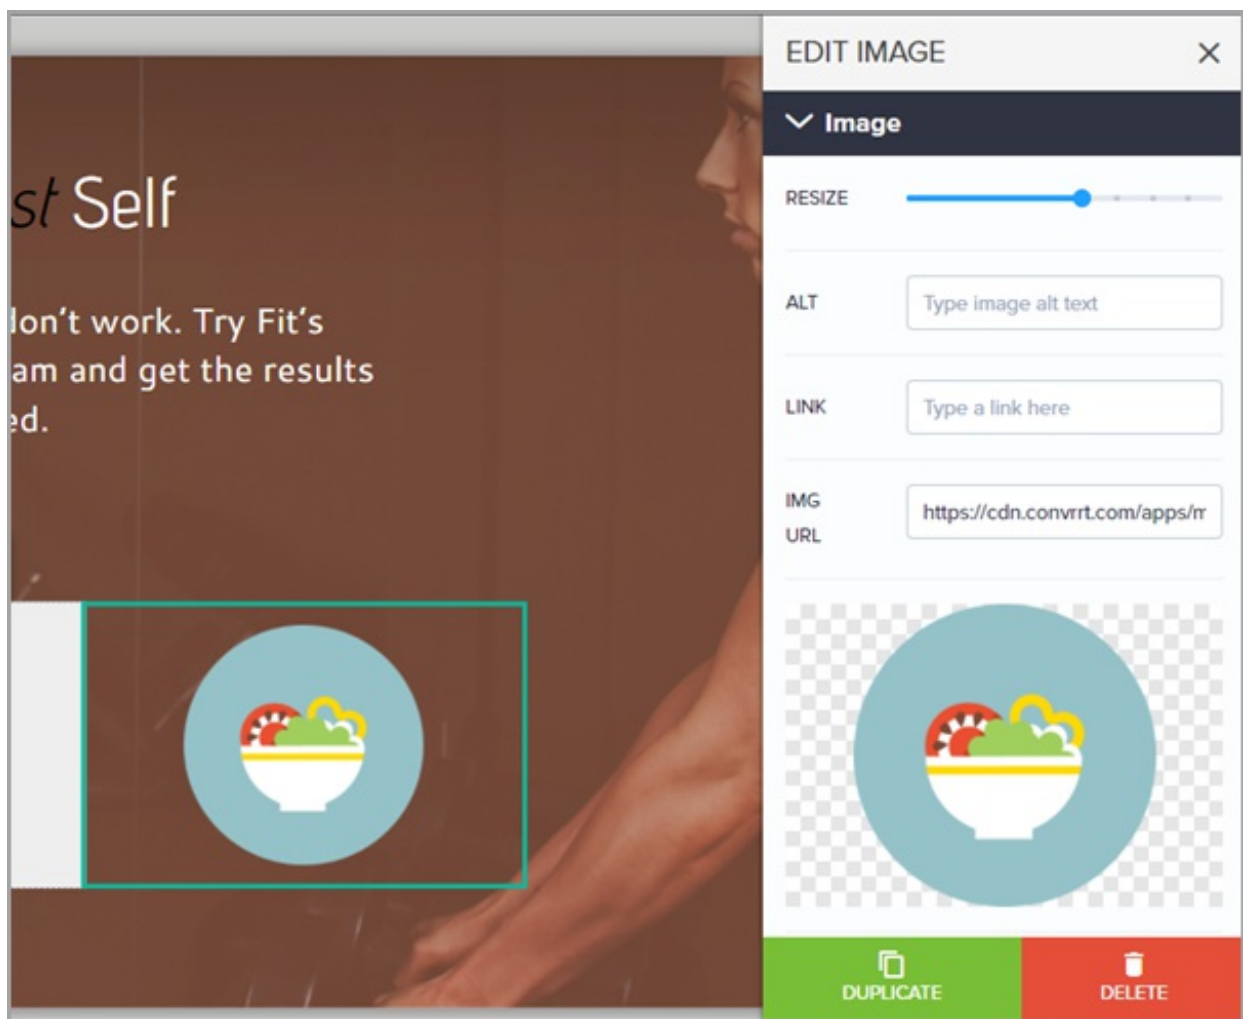 st Self
don't work. Try Fit's
am and get the results
ed.
EDIT IMAGE
Image
RESIZE
ALT
Type image alt text
LINK
Type a link here
IMG
URL
https://cdn.convrrt.com/apps/m
DUPLICATE
DELETE